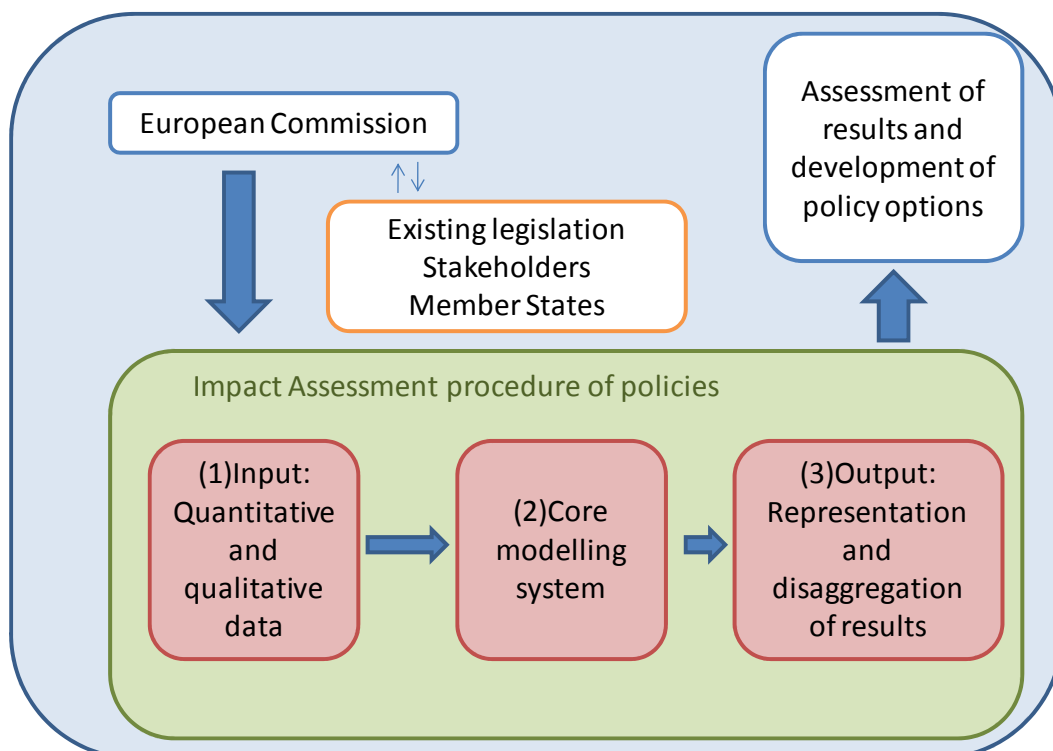 European Commission
Existing legislation
Stakeholders
Member States
Assessment of
results and
development of
policy options
Impact Assessment procedure of policies
(1)Input:
Quantitative
and
qualitative
data
(2)Core
modelling
system
(3)Output:
Representation
and
disaggregation
of results